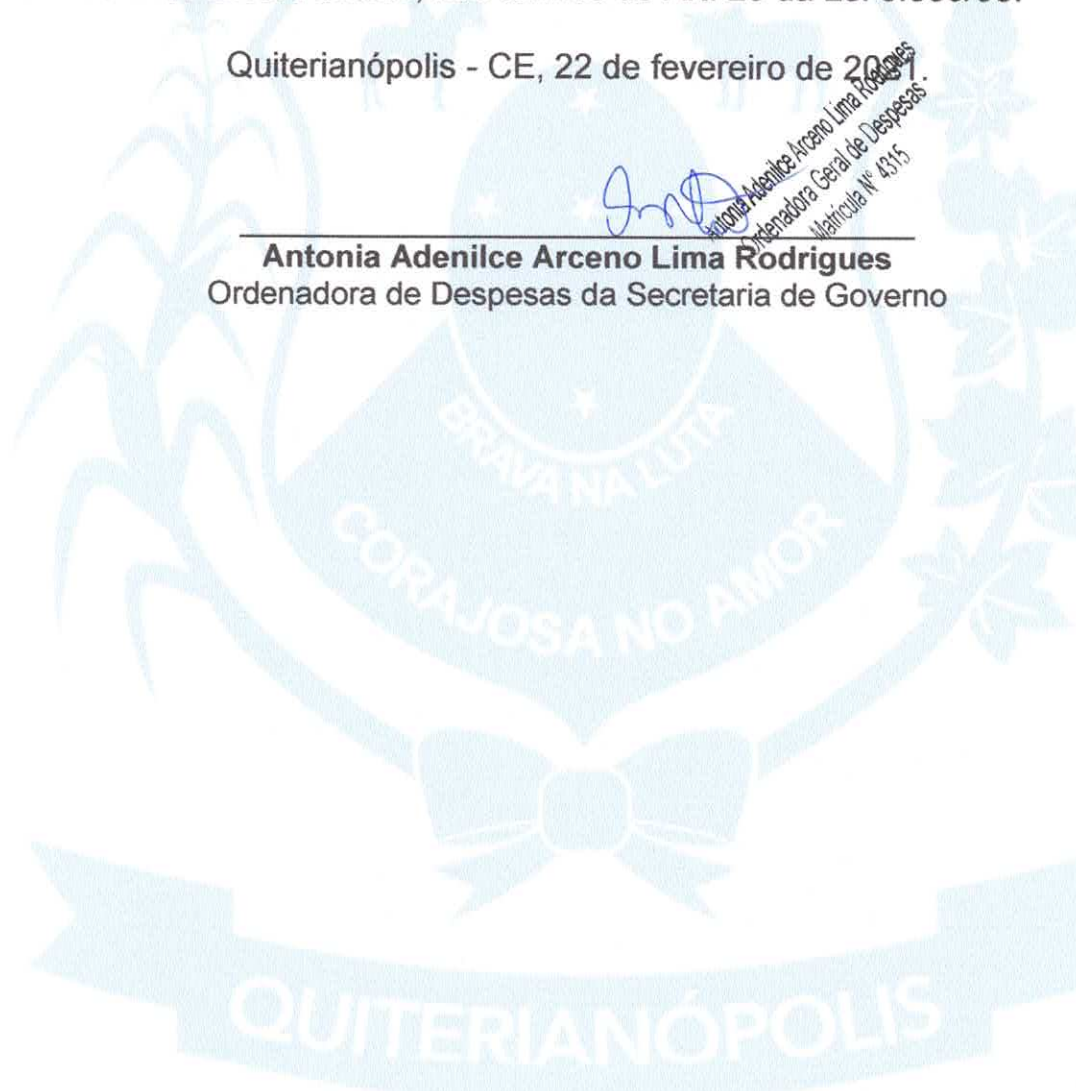 Quiterianópolis - CE, 22 de fevereiro de 2021.
Antonia Adenilce Arceno Lima Rodrigues
Ordenadora Geral de Despesas
Matrícula Nº 4315
Antonia Adenilce Arceno Lima Rodrigues
Ordenadora de Despesas da Secretaria de Governo
BRAVA NA LUTA
CORAJOSA NO AMOR
QUITERIANÓPOLIS